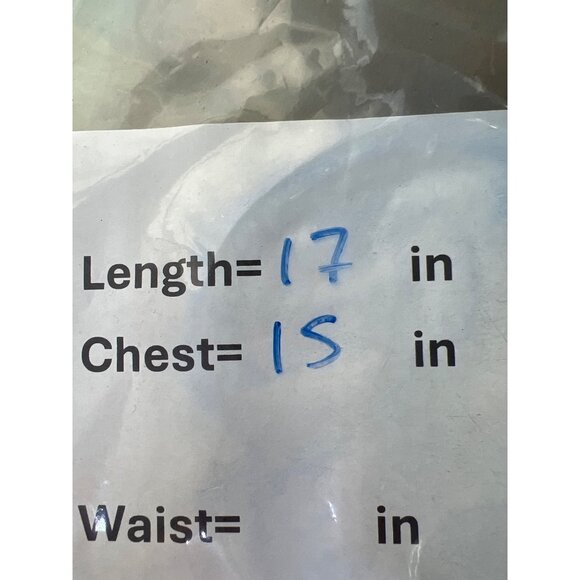 Length= 17 in
Chest= 15 in
Waist= in